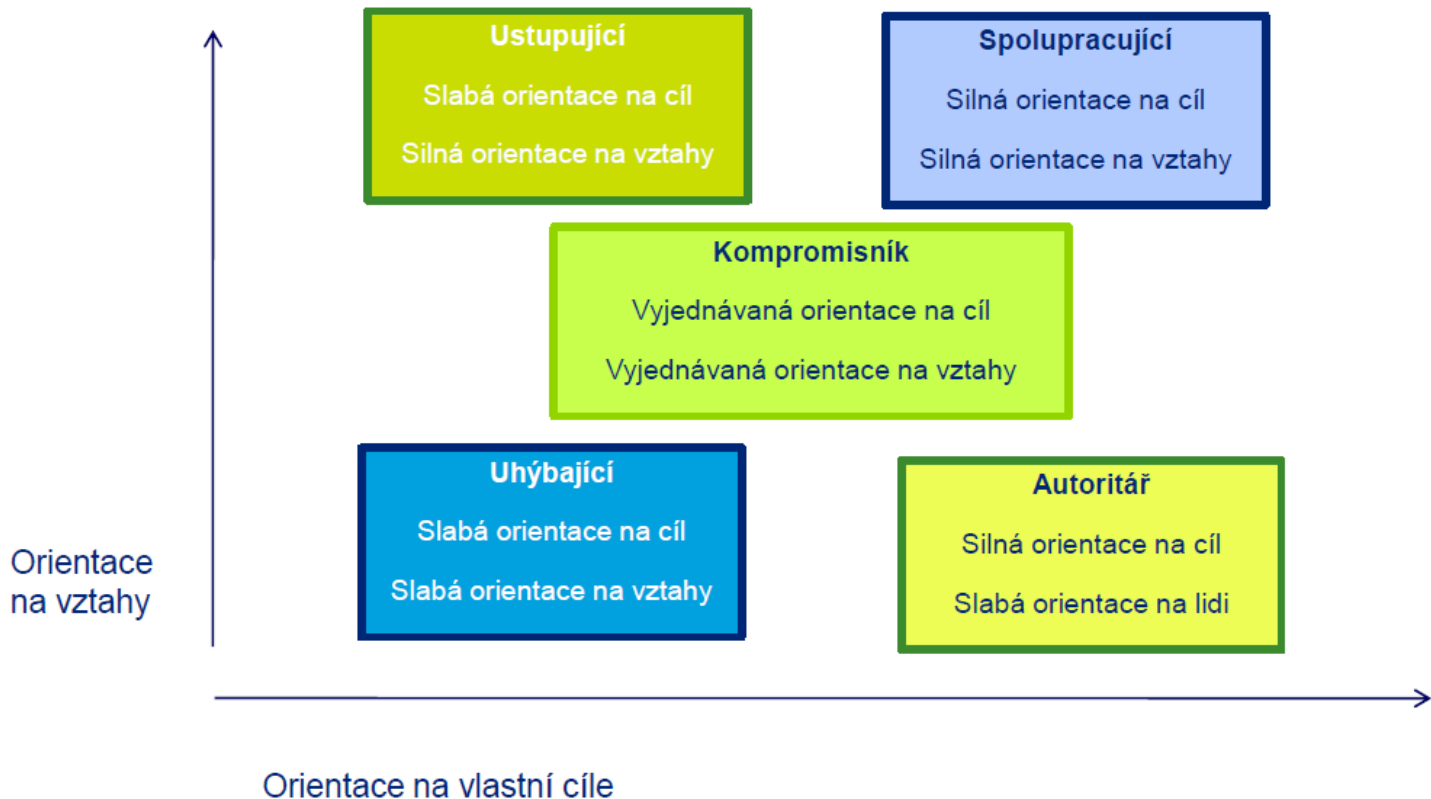 Ustupující
Slabá orientace na cíl
Silná orientace na vztahy
Spolupracující
Silná orientace na cíl
Silná orientace na vztahy
Kompromisník
Vyjednávaná orientace na cíl
Vyjednávaná orientace na vztahy
Uhýbající
Slabá orientace na cíl
Slabá orientace na vztahy
Autoritář
Silná orientace na cíl
Slabá orientace na lidi
Orientace
na vztahy
Orientace na vlastní cíle